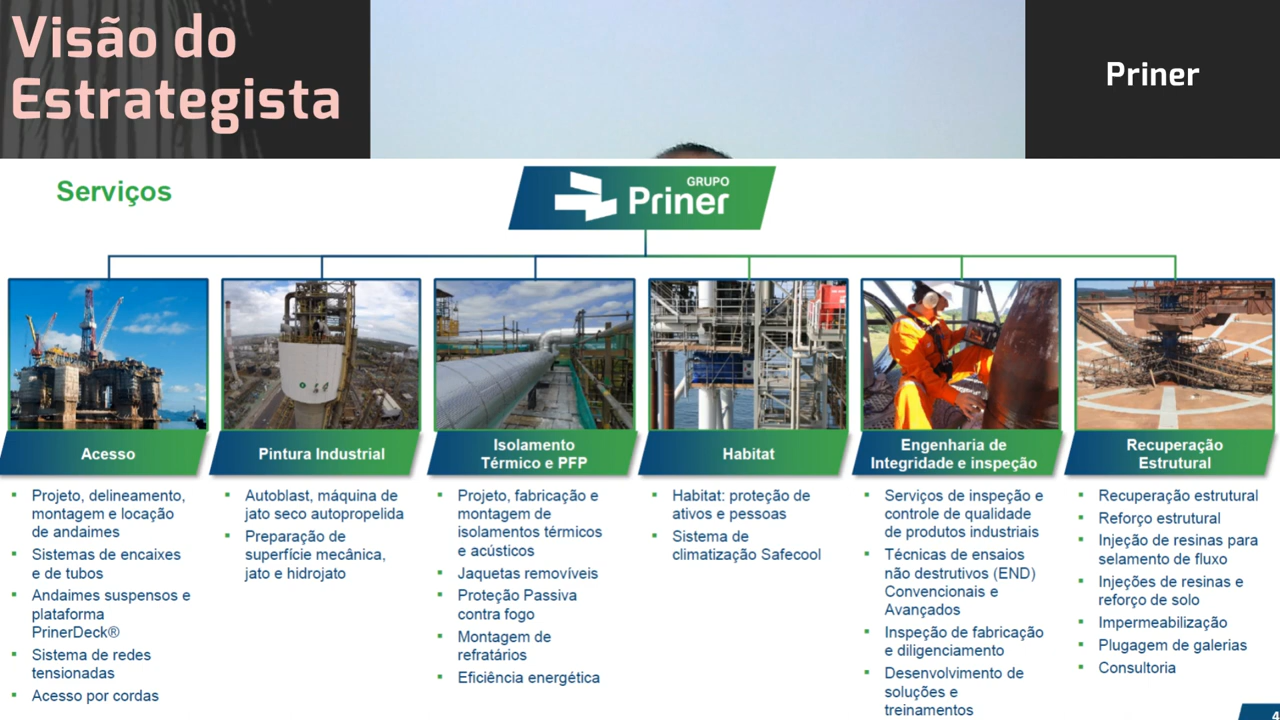 Visão do
Estrategista
Priner
Serviços
GRUPO
Priner
Acesso
Projeto, delineamento,
montagem e locação
de andaimes
Sistemas de encaixes
e de tubos
Andaimes suspensos e
plataforma
PrinerDeck®
Sistema de redes
tensionadas
Acesso por cordas
Pintura Industrial
Autoblast, máquina de
jato seco autopropelida
Preparação de
superfície mecânica,
jato e hidrojato
Isolamento
Térmico e PFP
Projeto, fabricação e
montagem de
isolamentos térmicos
e acústicos
Jaquetas removíveis
Proteção Passiva
contra fogo
Montagem de
refratários
Eficiência energética
Habitat
Habitat: proteção de
ativos e pessoas
Sistema de
climatização Safecool
Engenharia de
Integridade e inspeção
Serviços de inspeção e
controle de qualidade
de produtos industriais
Técnicas de ensaios
não destrutivos (END)
Convencionais e
Avançados
Inspeção de fabricação
e diligenciamento
Desenvolvimento de
soluções e
treinamentos
Recuperação
Estrutural
Recuperação estrutural
Reforço estrutural
Injeção de resinas para
selamento de fluxo
Injeções de resinas e
reforço de solo
Impermeabilização
Plugagem de galerias
Consultoria